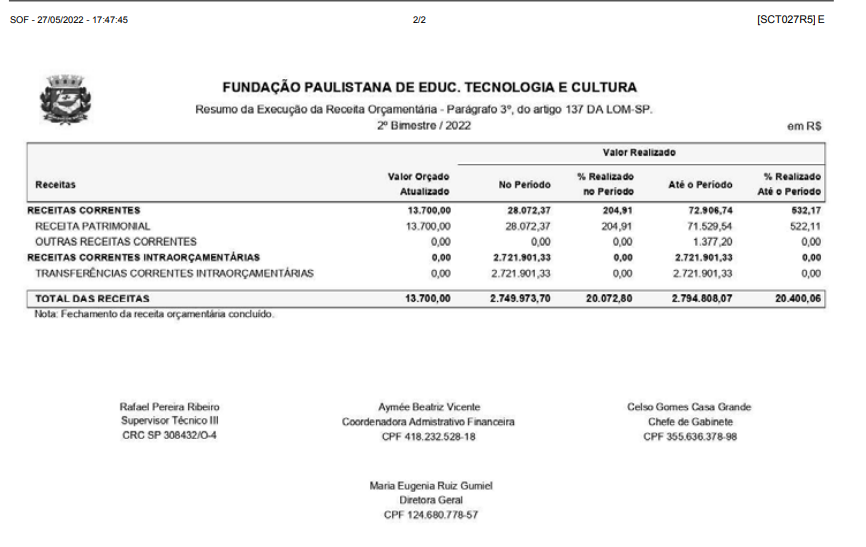 SOF - 27/05/2022 - 17:47:45 2/2 [SCT027R5] E
FUNDAÇÃO PAULISTANA DE EDUC. TECNOLOGIA E CULTURA
Resumo da Execução da Receita Orçamentária - Parágrafo 3º, do artigo 137 DA LOM-SP.
2º Bimestre / 2022
em R$
Valor Realizado
Receitas Valor Orçado Atualizado No Período % Realizado no Período Até o Período % Realizado Até o Período
RECEITAS CORRENTES 13.700,00 28.072,37 204,91 72.906,74 532,17
RECEITA PATRIMONIAL 13.700,00 28.072,37 204,91 71.529,54 522,11
OUTRAS RECEITAS CORRENTES 0,00 0,00 0,00 1.377,20 0,00
RECEITAS CORRENTES INTRAORÇAMENTÁRIAS 0,00 2.721.901,33 0,00 2.721.901,33 0,00
TRANSFERÊNCIAS CORRENTES INTRAORÇAMENTÁRIAS 0,00 2.721.901,33 0,00 2.721.901,33 0,00
TOTAL DAS RECEITAS 13.700,00 2.749.973,70 20.072,80 2.794.808,07 20.400,06
Nota: Fechamento da receita orçamentária concluído.
Rafael Pereira Ribeiro
Supervisor Técnico III
CRC SP 308432/O-4
Aymée Beatriz Vicente
Coordenadora Admistrativo Financeira
CPF 418.232.528-18
Celso Gomes Casa Grande
Chefe de Gabinete
CPF 355.636.378-98
Maria Eugenia Ruiz Gumiel
Diretora Geral
CPF 124.680.778-57